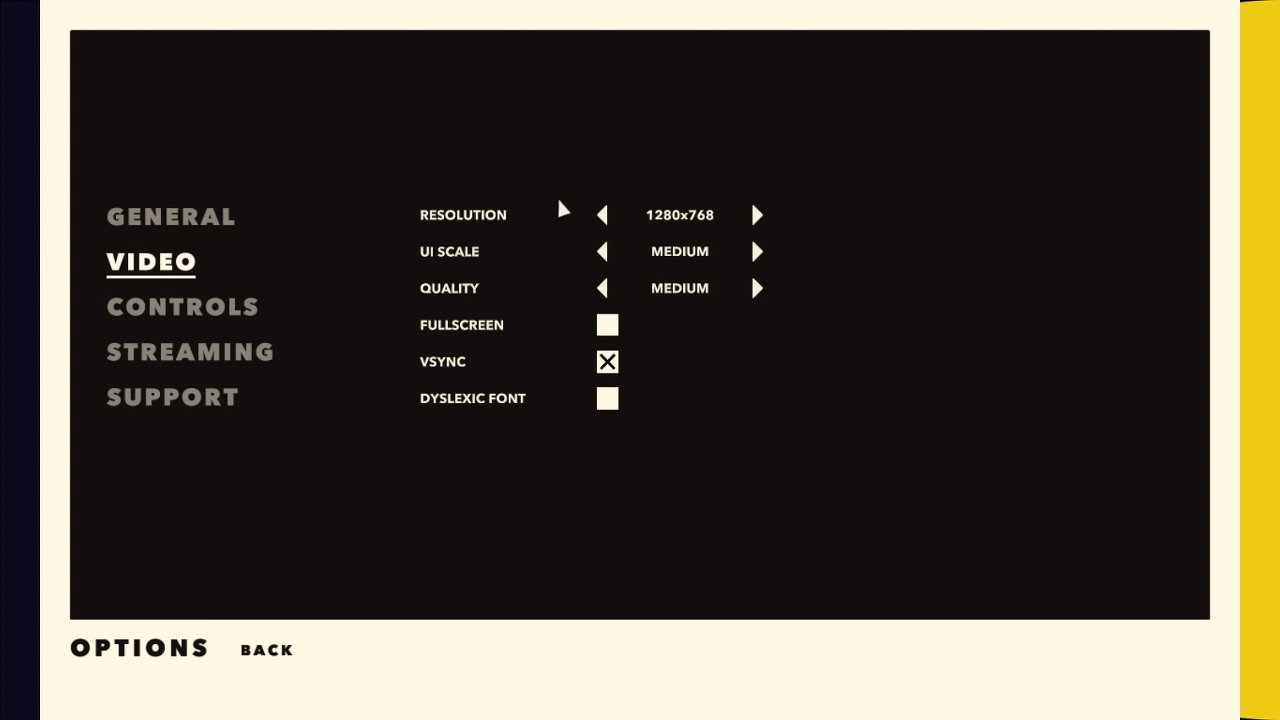 GENERAL
VIDEO
CONTROLS
STREAMING
SUPPORT
RESOLUTION 1280x768
UI SCALE MEDIUM
QUALITY MEDIUM
FULLSCREEN
VSYNC
DYSLEXIC FONT
OPTIONS BACK